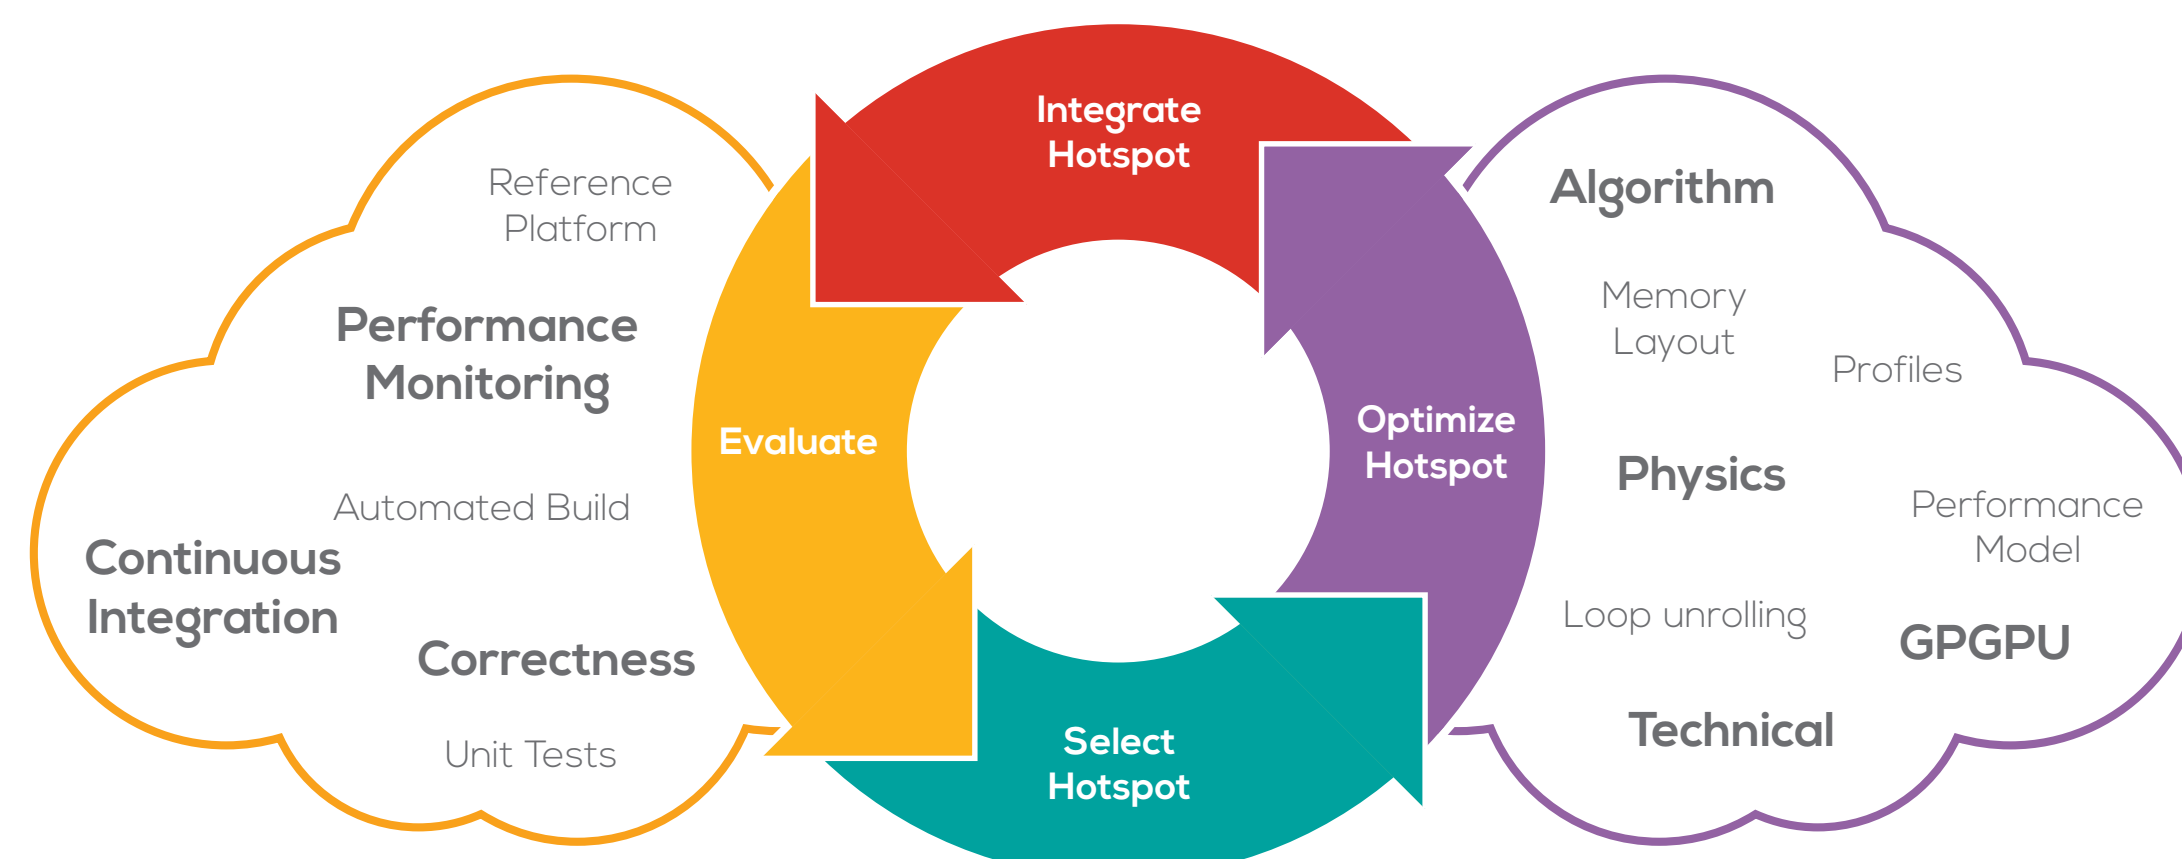 Reference
Platform
Performance
Monitoring
Automated Build
Continuous
Integration
Correctness
Unit Tests
Integrate
Hotspot
Evaluate
Optimize
Hotspot
Select
Hotspot
Algorithm
Memory
Layout
Profiles
Physics
Performance
Model
Loop unrolling
GPGPU
Technical